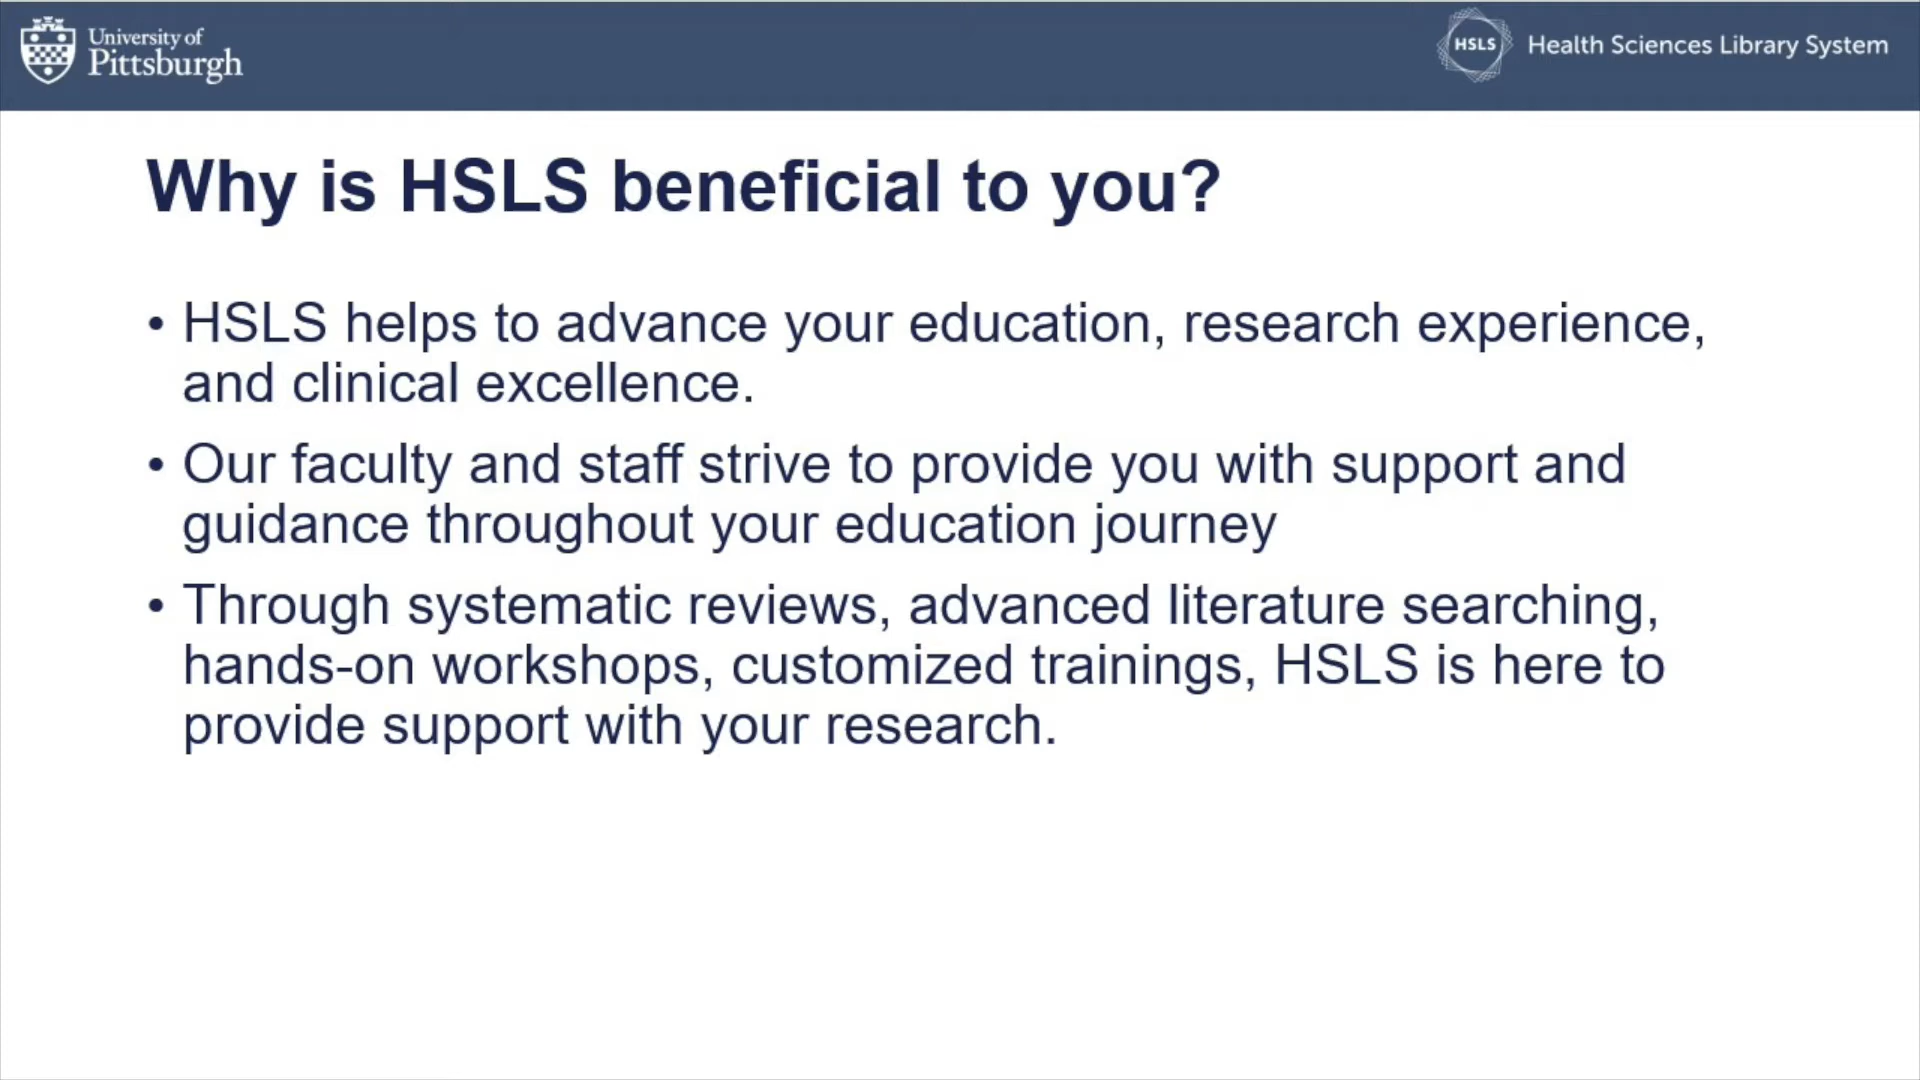 University of
Pittsburgh
HSLS
Health Sciences Library System
Why is HSLS beneficial to you?
• HSLS helps to advance your education, research experience,
and clinical excellence.
• Our faculty and staff strive to provide you with support and
guidance throughout your education journey
• Through systematic reviews, advanced literature searching,
hands-on workshops, customized trainings, HSLS is here to
provide support with your research.